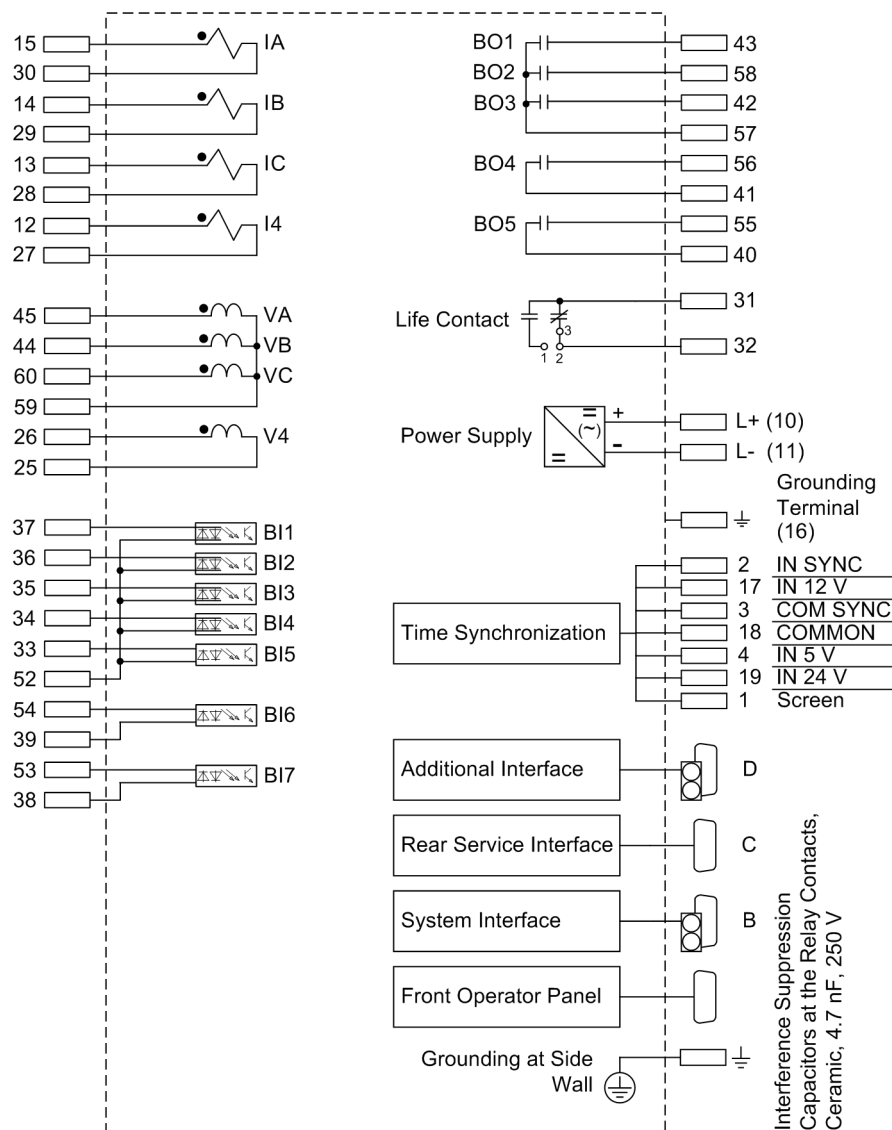 15
IA
30
14
IB
29
13
IC
28
12
I4
27
45
VA
44
VB
60
VC
59
26
V4
25
37
BI1
36
BI2
35
BI3
34
BI4
33
BI5
52
54
BI6
39
53
BI7
38
BO1
43
BO2
58
BO3
42
57
BO4
56
41
BO5
55
40
Life Contact
31
3
1 2
32
Power Supply
= (~) =
+
-
L+ (10)
L- (11)
Grounding
Terminal
(16)
Time Synchronization
2 IN SYNC
17 IN 12 V
3 COM SYNC
18 COMMON
4 IN 5 V
19 IN 24 V
1 Screen
Additional Interface
D
Rear Service Interface
C
System Interface
B
Front Operator Panel
Grounding at Side
Wall
Interference Suppression
Capacitors at the Relay Contacts,
Ceramic, 4.7 nF, 250 V